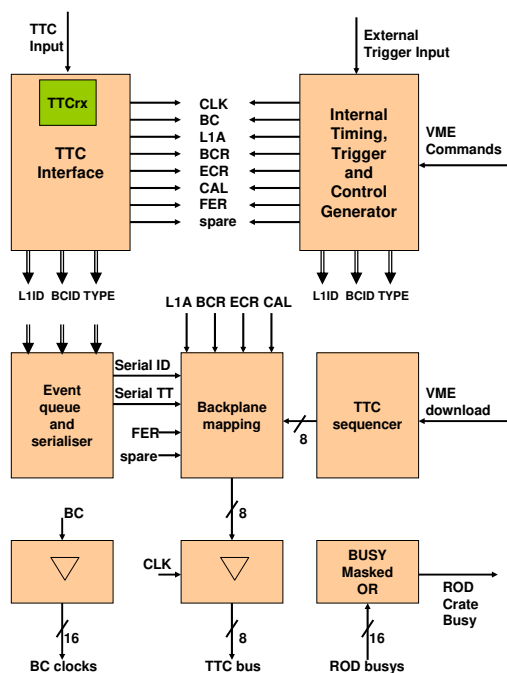 TTC
Input
External
Trigger Input
TTCrx
TTC
Interface
CLK
BC
L1A
BCR
ECR
CAL
FER
spare
Internal
Timing,
Trigger
and
Control
Generator
VME
Commands
L1ID BCID TYPE
L1ID BCID TYPE
L1A BCR ECR CAL
Event
queue
and
serialiser
Serial ID
Serial TT
FER
spare
Backplane
mapping
8
TTC
sequencer
VME
download
BC
8
CLK
BUSY
Masked
OR
ROD
Crate
Busy
16
8
16
BC clocks
TTC bus
ROD busys